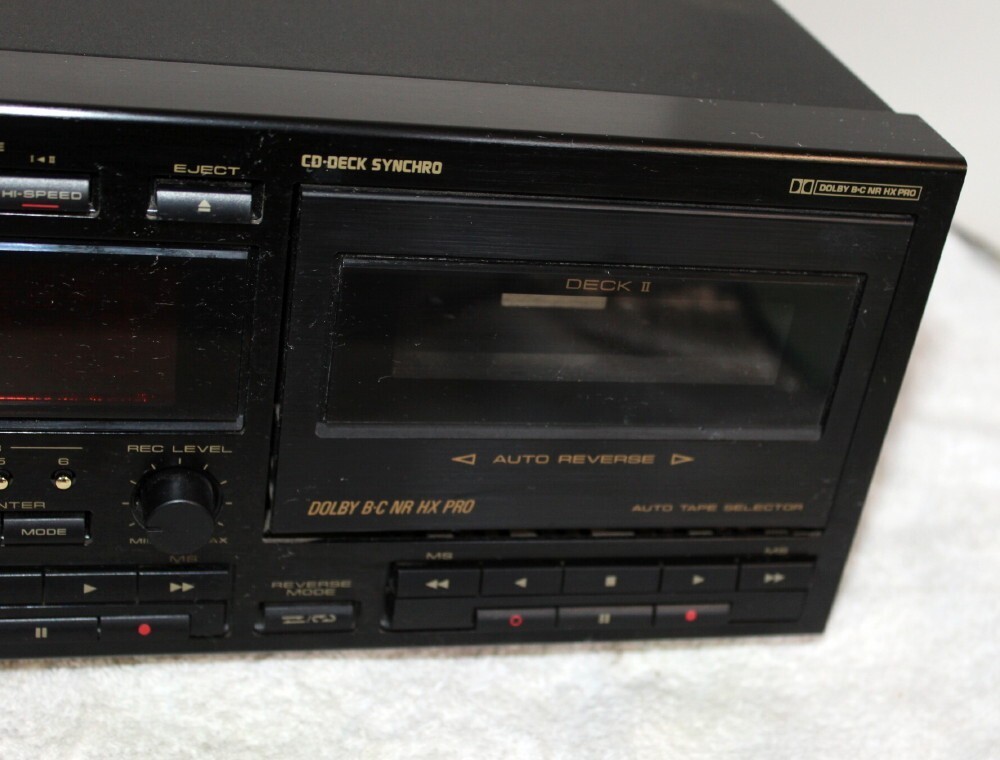 EJECT
HI-SPEED
CD-DECK SYNCHRO
DOLBY B·C NR HX PRO
DECK II
AUTO REVERSE
DOLBY B·C NR HX PRO
AUTO TAPE SELECTOR
REC LEVEL
6
MODE
MS
REVERSE
MODE
MS
MS